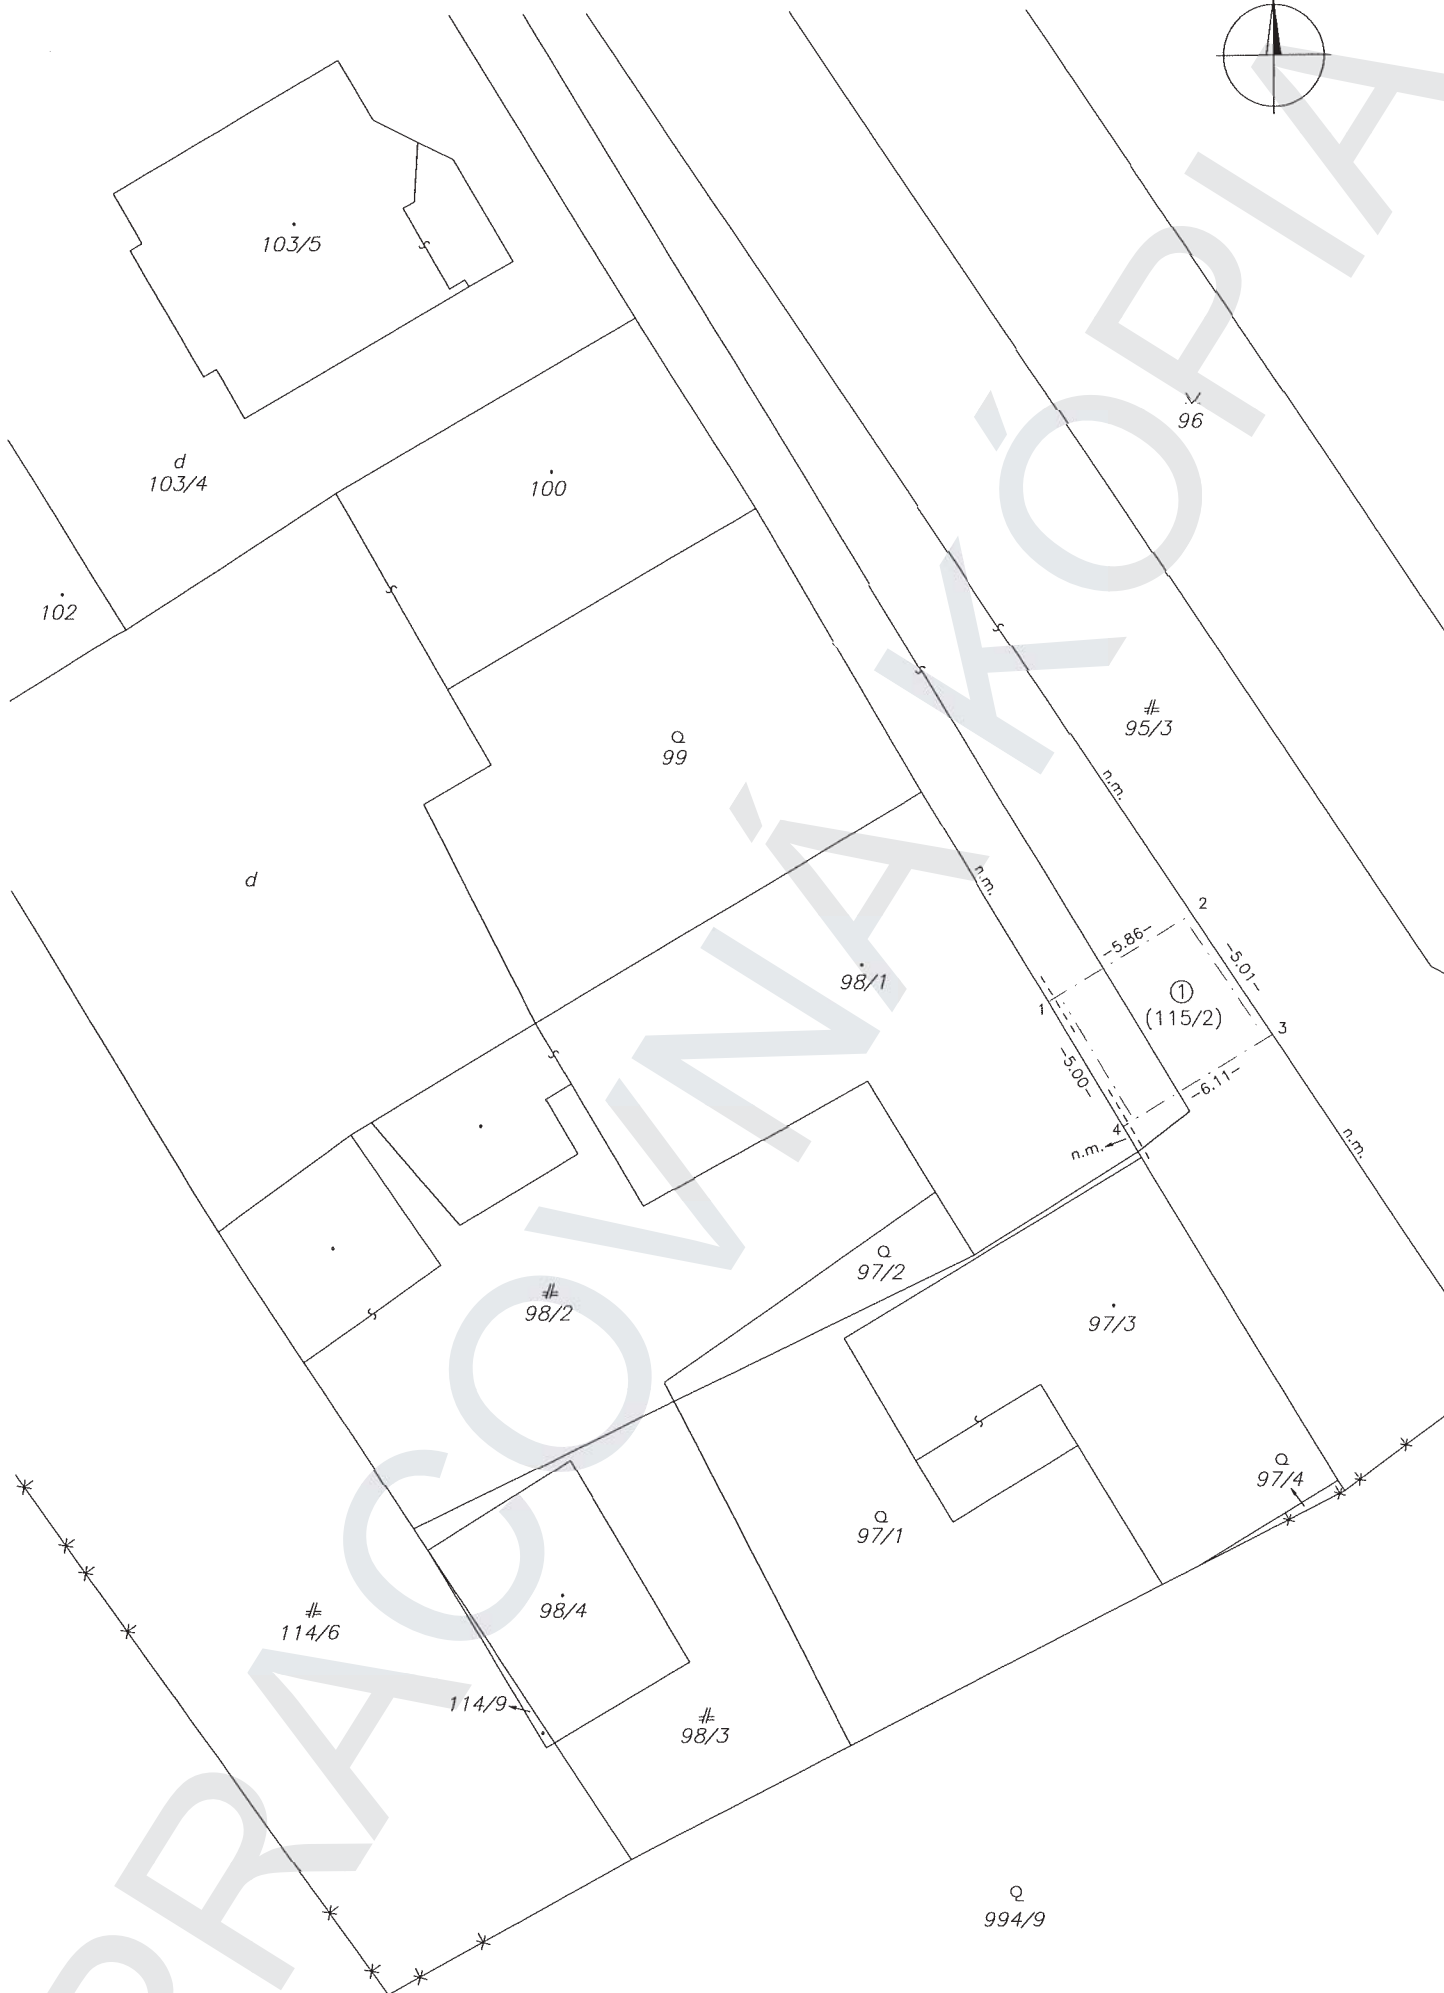 103/5
V
96
d
103/4
100
102
Q
99
#
95/3
n.m.
d
n.m.
2
-5.86-
-5.01-
98/1
1
(115/2)
1
3
-5.00-
-6.11-
4
n.m.
n.m.
Q
97/2
#
98/2
97/3
Q
97/4
Q
97/1
98/4
#
114/6
114/9
#
98/3
Q
994/9
PRACOVNÁ KÓPIA